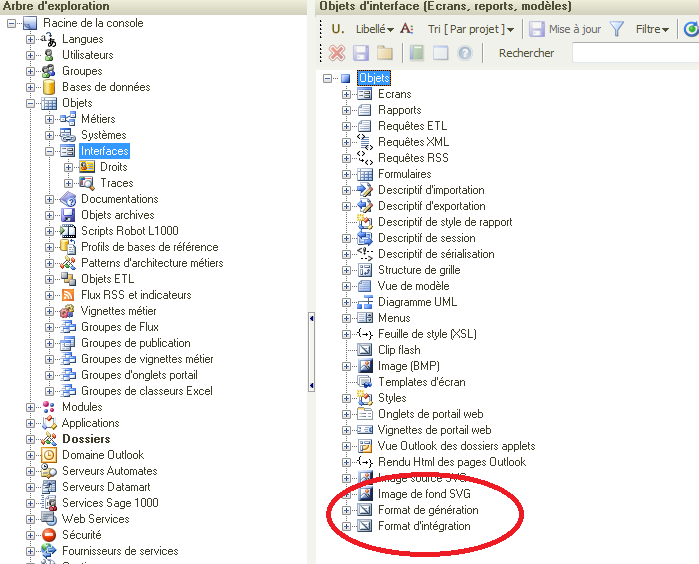 Arbre d'exploration
Racine de la console
Langues
Utilisateurs
Groupes
Bases de données
Objets
Métiers
Systèmes
Interfaces
Droits
Traces
Documentations
Objets archives
Scripts Robot L1000
Profils de bases de référence
Patterns d'architecture métiers
Objets ETL
Flux RSS et indicateurs
Vignettes métier
Groupes de Flux
Groupes de publication
Groupes de vignettes métier
Groupes d'onglets portail
Groupes de classeurs Excel
Modules
Applications
Dossiers
Domaine Outlook
Serveurs Automates
Serveurs Datamart
Services Sage 1000
Web Services
Sécurité
Fournisseurs de services
Objets d'interface (Ecrans, reports, modèles)
U. Libellé Tri [ Par projet ] Mise à jour Filtre
Rechercher
Objets
Ecrans
Rapports
Requêtes ETL
Requêtes XML
Requêtes RSS
Formulaires
Descriptif d'importation
Descriptif d'exportation
Descriptif de style de rapport
Descriptif de session
Descriptif de sérialisation
Structure de grille
Vue de modèle
Diagramme UML
Menus
Feuille de style (XSL)
Clip flash
Image (BMP)
Templates d'écran
Styles
Onglets de portail web
Vignettes de portail web
Vue Outlook des dossiers applets
Rendu Html des pages Outlook
Image source SVG
Image de fond SVG
Format de génération
Format d'intégration